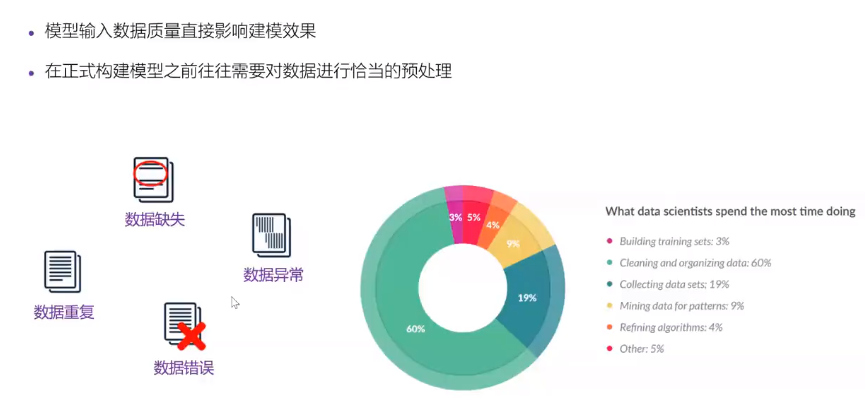 模型输入数据质量直接影响建模效果
在正式构建模型之前往往需要对数据进行恰当的预处理
数据缺失
数据异常
数据重复
数据错误
3%
5%
4%
9%
19%
60%
What data scientists spend the most time doing
Building training sets: 3%
Cleaning and organizing data: 60%
Collecting data sets: 19%
Mining data for patterns: 9%
Refining algorithms: 4%
Other: 5%